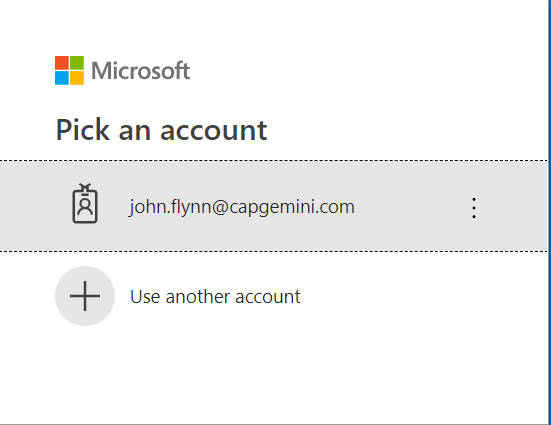 Microsoft
Pick an account
john.flynn@capgemini.com
Use another account